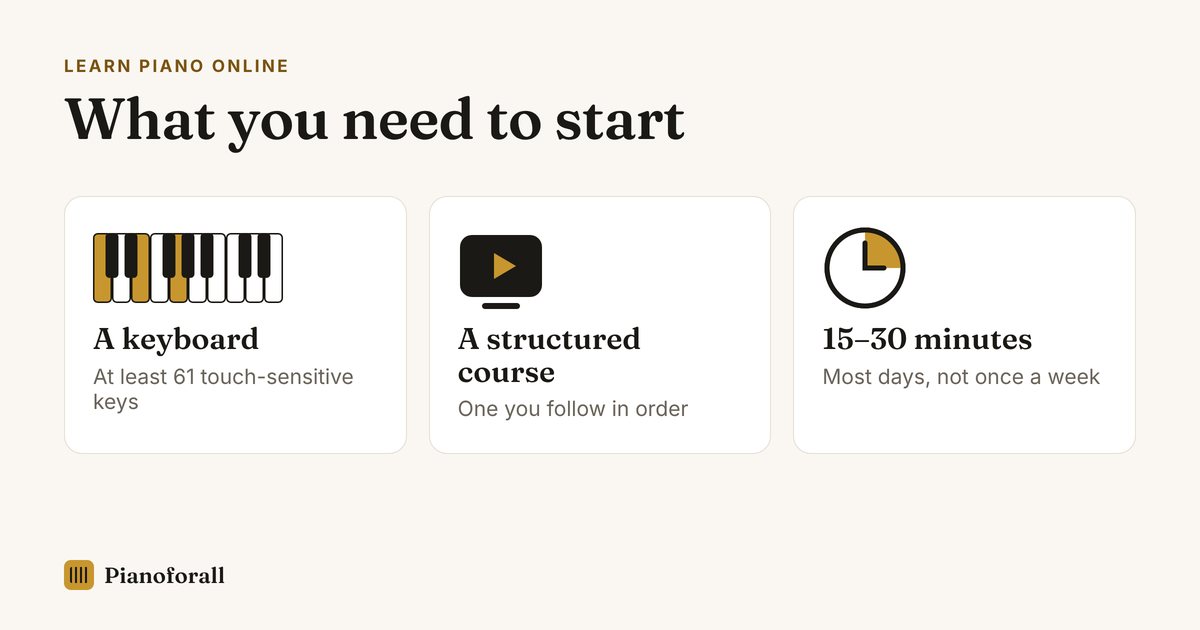 LEARN PIANO ONLINE
What you need to start
A keyboard
At least 61 touch-sensitive
keys
A structured
course
One you follow in order
15–30 minutes
Most days, not once a week
Pianoforall